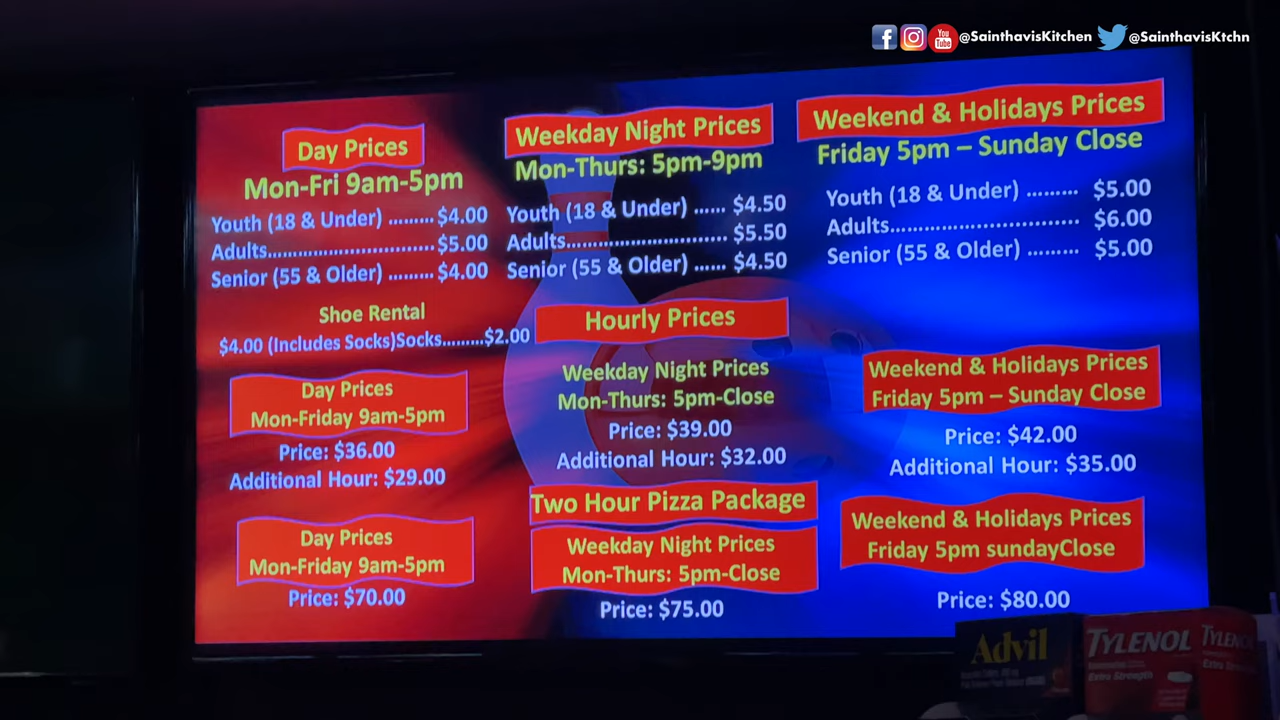 @SainthavisKitchen
@SainthavisKtchn
You
Tube
Day Prices
Mon-Fri 9am-5pm
Youth (18 & Under) ......... $4.00
Adults................................. $5.00
Senior (55 & Older) ......... $4.00
Weekday Night Prices
Mon-Thurs: 5pm-9pm
Youth (18 & Under) ...... $4.50
Adults............................... $5.50
Senior (55 & Older) ...... $4.50
Weekend & Holidays Prices
Friday 5pm – Sunday Close
Youth (18 & Under) ......... $5.00
Adults.................................... $6.00
Senior (55 & Older) ......... $5.00
Shoe Rental
$4.00 (Includes Socks)Socks.........$2.00
Hourly Prices
Day Prices
Mon-Friday 9am-5pm
Price: $36.00
Additional Hour: $29.00
Weekday Night Prices
Mon-Thurs: 5pm-Close
Price: $39.00
Additional Hour: $32.00
Weekend & Holidays Prices
Friday 5pm – Sunday Close
Price: $42.00
Additional Hour: $35.00
Two Hour Pizza Package
Day Prices
Mon-Friday 9am-5pm
Price: $70.00
Weekday Night Prices
Mon-Thurs: 5pm-Close
Price: $75.00
Weekend & Holidays Prices
Friday 5pm sundayClose
Price: $80.00
Advil
TYLENOL
Extra Strength
TYLENOL
Extra Strength